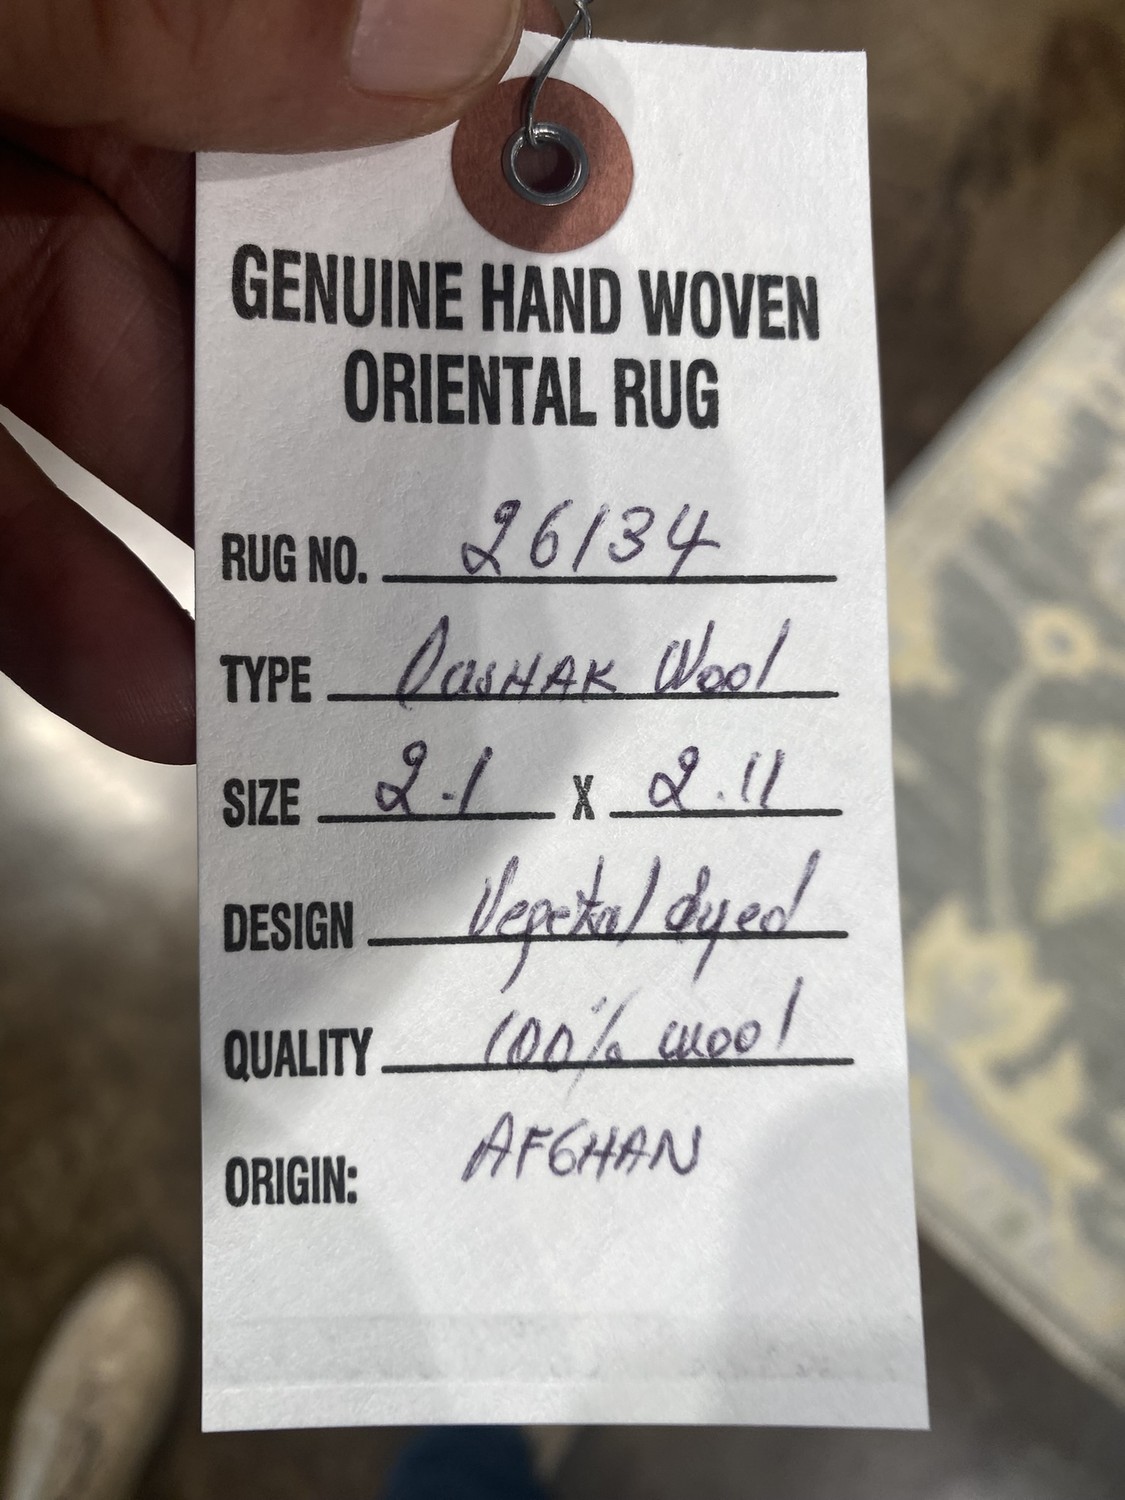 GENUINE HAND WOVEN
ORIENTAL RUG
RUG NO. 26134
TYPE OusHAK Wool
SIZE 2.1 X 2.11
DESIGN Vegetal dyed
QUALITY 100% wool
ORIGIN: AFGHAN